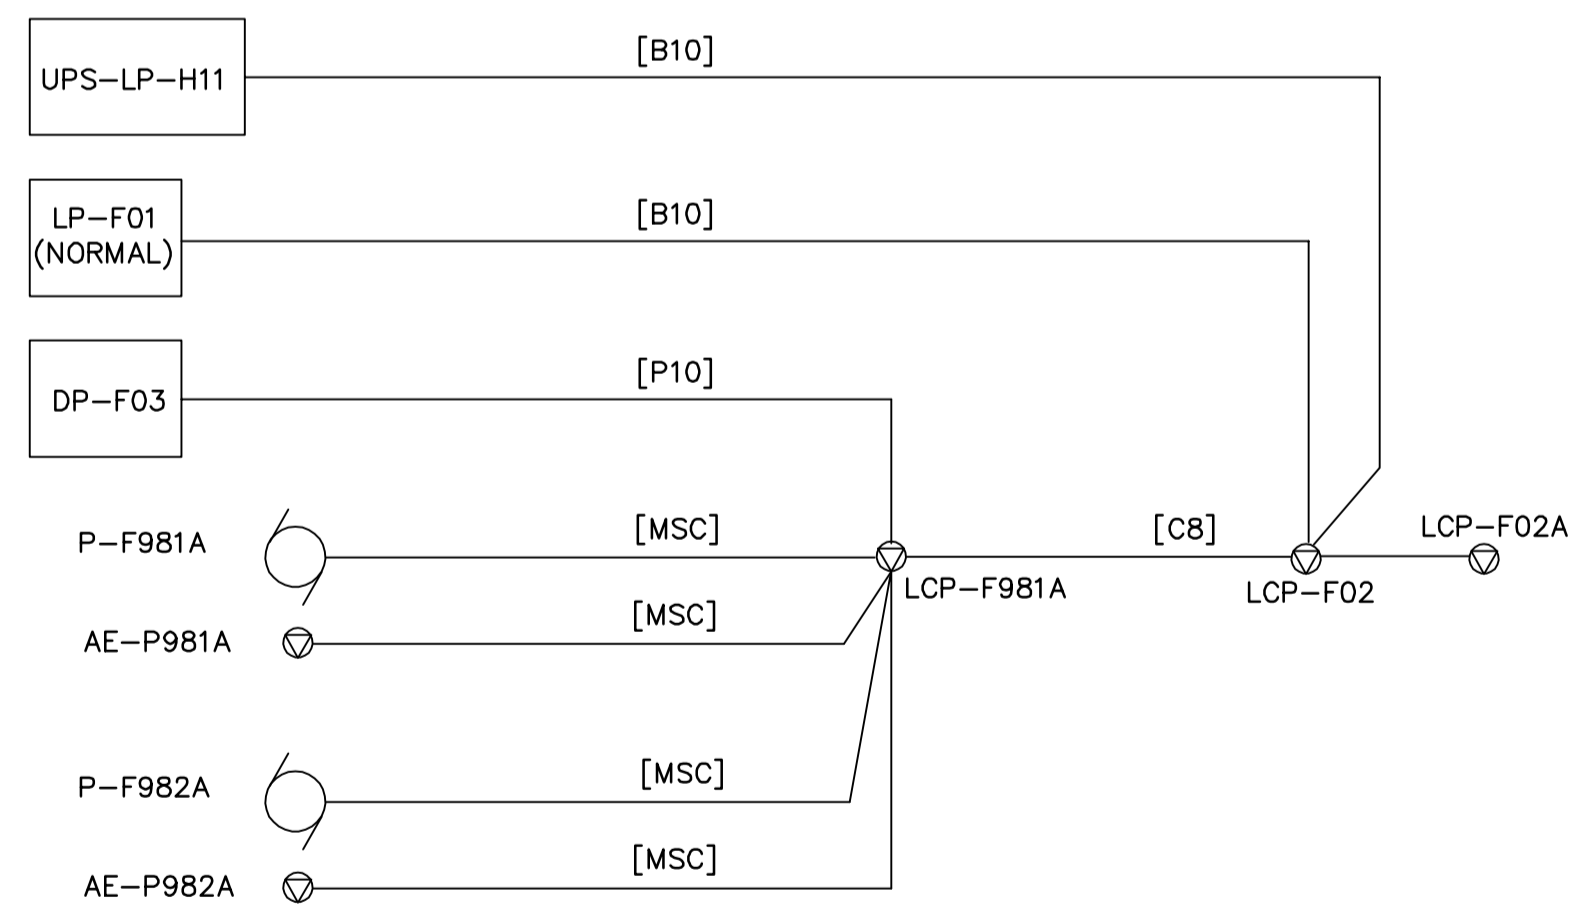 [B10]
UPS-LP-H11
[B10]
LP-F01
(NORMAL)
[P10]
DP-F03
P-F981A
[MSC]
[C8]
LCP-F02A
LCP-F981A
LCP-F02
AE-P981A
[MSC]
P-F982A
[MSC]
AE-P982A
[MSC]